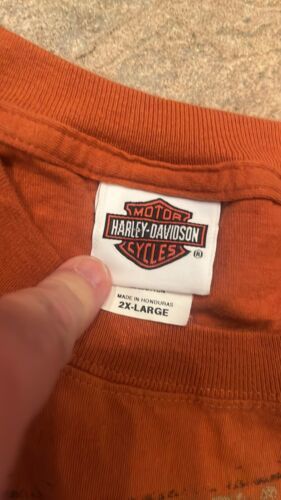 MOTOR
HARLEY-DAVIDSON
CYCLES
®
MADE IN HONDURAS
2X-LARGE